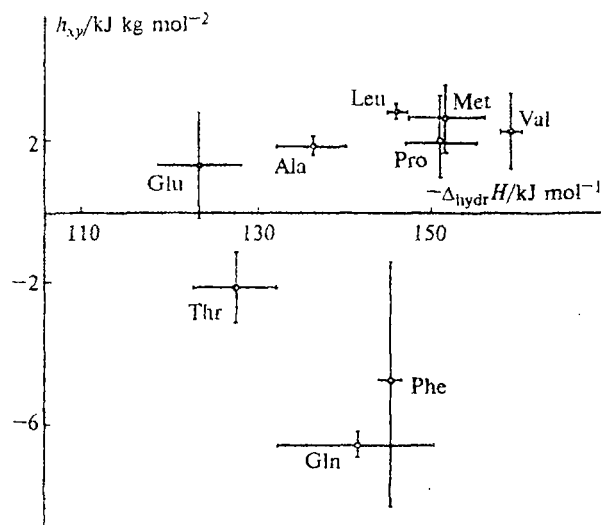 h_xy/kJ kg mol⁻²
Leu
Met
Val
2
Glu
Ala
Pro
−Δ_hydr H/kJ mol⁻¹
110
130
150
−2
Thr
Phe
−6
Gln